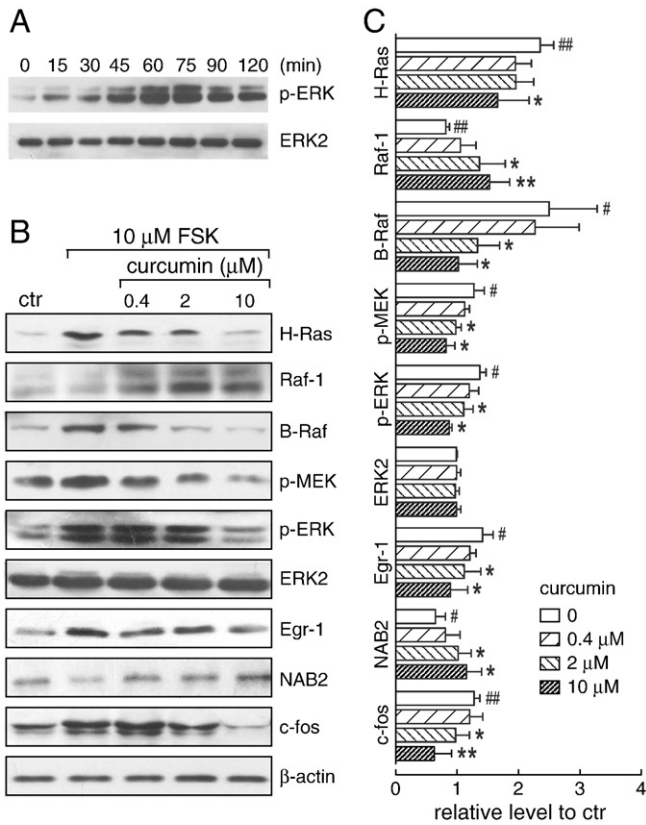 A
0 15 30 45 60 75 90 120 (min)
p-ERK
ERK2
B
10 μM FSK
curcumin (μM)
ctr 0.4 2 10
H-Ras
Raf-1
B-Raf
p-MEK
p-ERK
ERK2
Egr-1
NAB2
c-fos
β-actin
C
H-Ras
##
*
Raf-1
##
*
**
B-Raf
#
*
*
p-MEK
#
*
*
p-ERK
#
*
*
ERK2
Egr-1
#
*
*
NAB2
#
*
*
c-fos
##
*
**
curcumin
0
0.4 μM
2 μM
10 μM
0 1 2 3 4
relative level to ctr